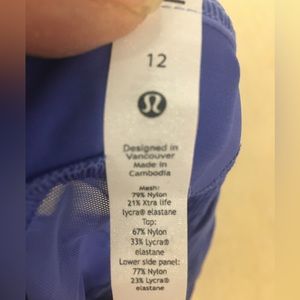 12
Designed in
Vancouver
Made in
Cambodia
Mesh:
79% Nylon
21% Xtra life
lycra® elastane
Top:
67% Nylon
33% Lycra®
elastane
Lower side panel:
77% Nylon
23% Lycra®
elastane